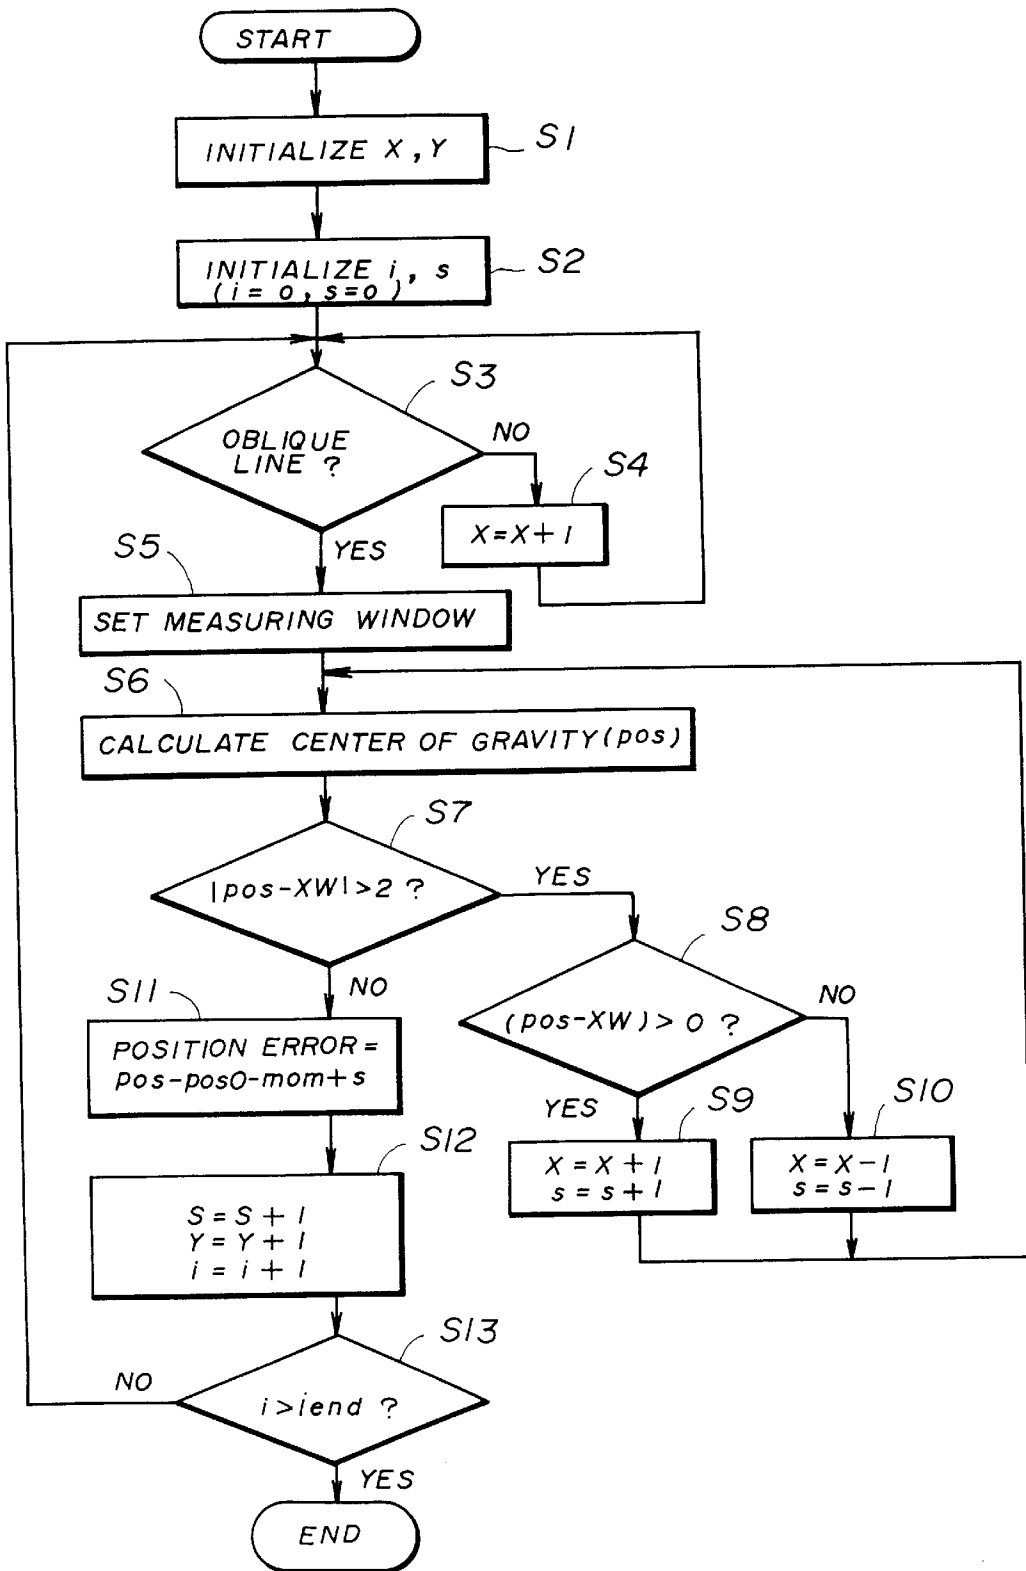 START
INITIALIZE X, Y
S1
INITIALIZE i, s
(i = 0, s=0)
S2
S3
OBLIQUE
LINE ?
NO
S4
X=X+1
YES
S5
SET MEASURING WINDOW
S6
CALCULATE CENTER OF GRAVITY(pos)
S7
|pos-XW|>2 ?
YES
NO
S8
(pos-XW)>0 ?
NO
YES
S11
POSITION ERROR=
pos-pos0-mom+s
S9
X=X+1
s=s+1
S10
X=X-1
s=s-1
S12
S=S+1
Y=Y+1
i=i+1
S13
i>iend ?
NO
YES
END